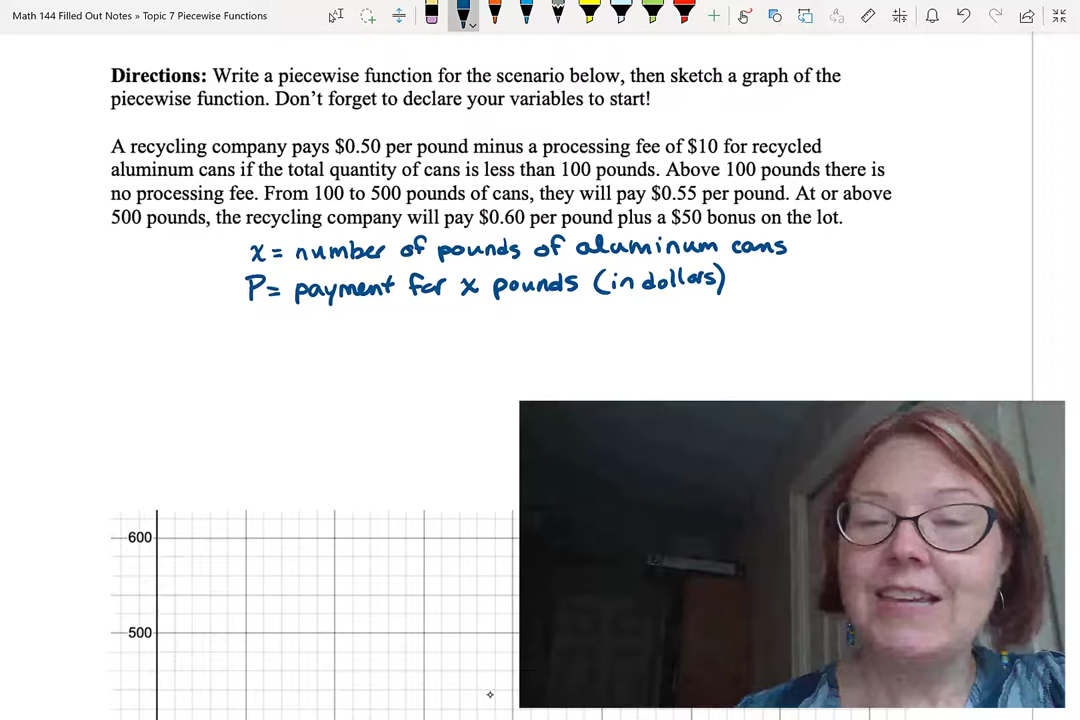 Math 144 Filled Out Notes » Topic 7 Piecewise Functions
Directions: Write a piecewise function for the scenario below, then sketch a graph of the
piecewise function. Don't forget to declare your variables to start!
A recycling company pays $0.50 per pound minus a processing fee of $10 for recycled
aluminum cans if the total quantity of cans is less than 100 pounds. Above 100 pounds there is
no processing fee. From 100 to 500 pounds of cans, they will pay $0.55 per pound. At or above
500 pounds, the recycling company will pay $0.60 per pound plus a $50 bonus on the lot.
x = number of pounds of aluminum cans
P= payment for x pounds (in dollars)
600
500